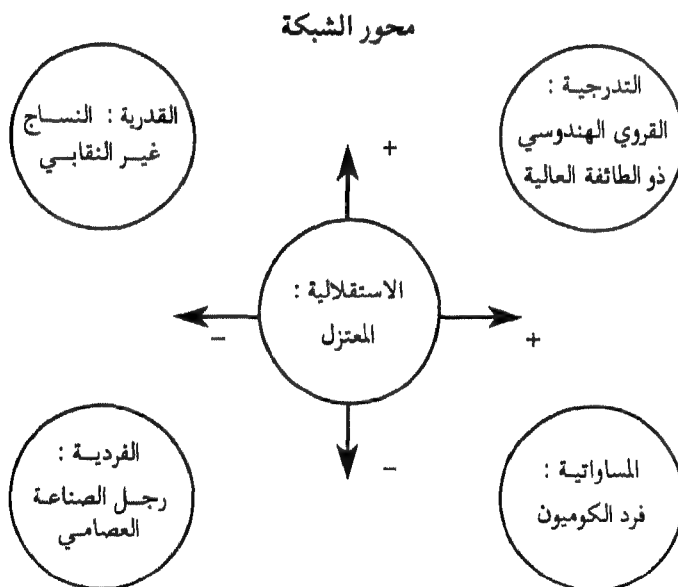 محور الشبكة
التدرجية :
القروي الهندوسي
ذو الطائفة العالية
القدرية : النساج
غير النقابي
+
الاستقلالية :
المعتزل
+
−
−
المساواتية :
فرد الكوميون
الفردية :
رجل الصناعة
العصامي